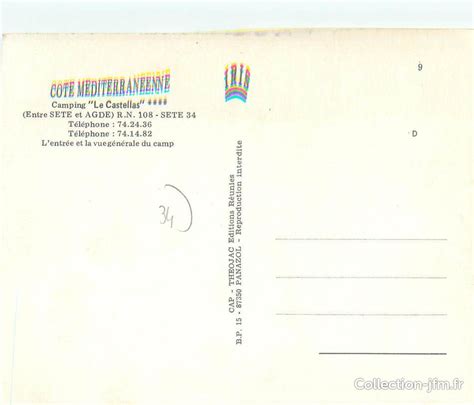 COTE MEDITERRANEENNE
Camping "Le Castellas" ****
(Entre SETE et AGDE) R.N. 108 - SETE 34
Téléphone : 74.24.36
Téléphone : 74.14.82
L'entrée et la vue générale du camp
34
IRIS
CAP - THEOJAC Editions Réunies
B.P. 15 - 87350 PANAZOL - Reproduction interdite
9
D
Collection-jfm.fr